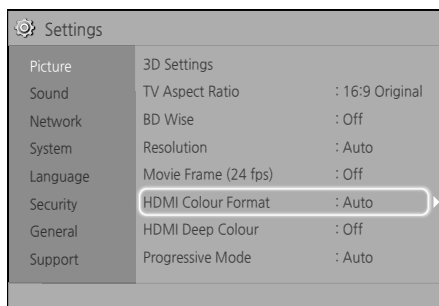 Settings
Picture
Sound
Network
System
Language
Security
General
Support
3D Settings
TV Aspect Ratio : 16:9 Original
BD Wise : Off
Resolution : Auto
Movie Frame (24 fps) : Off
HDMI Colour Format : Auto
HDMI Deep Colour : Off
Progressive Mode : Auto